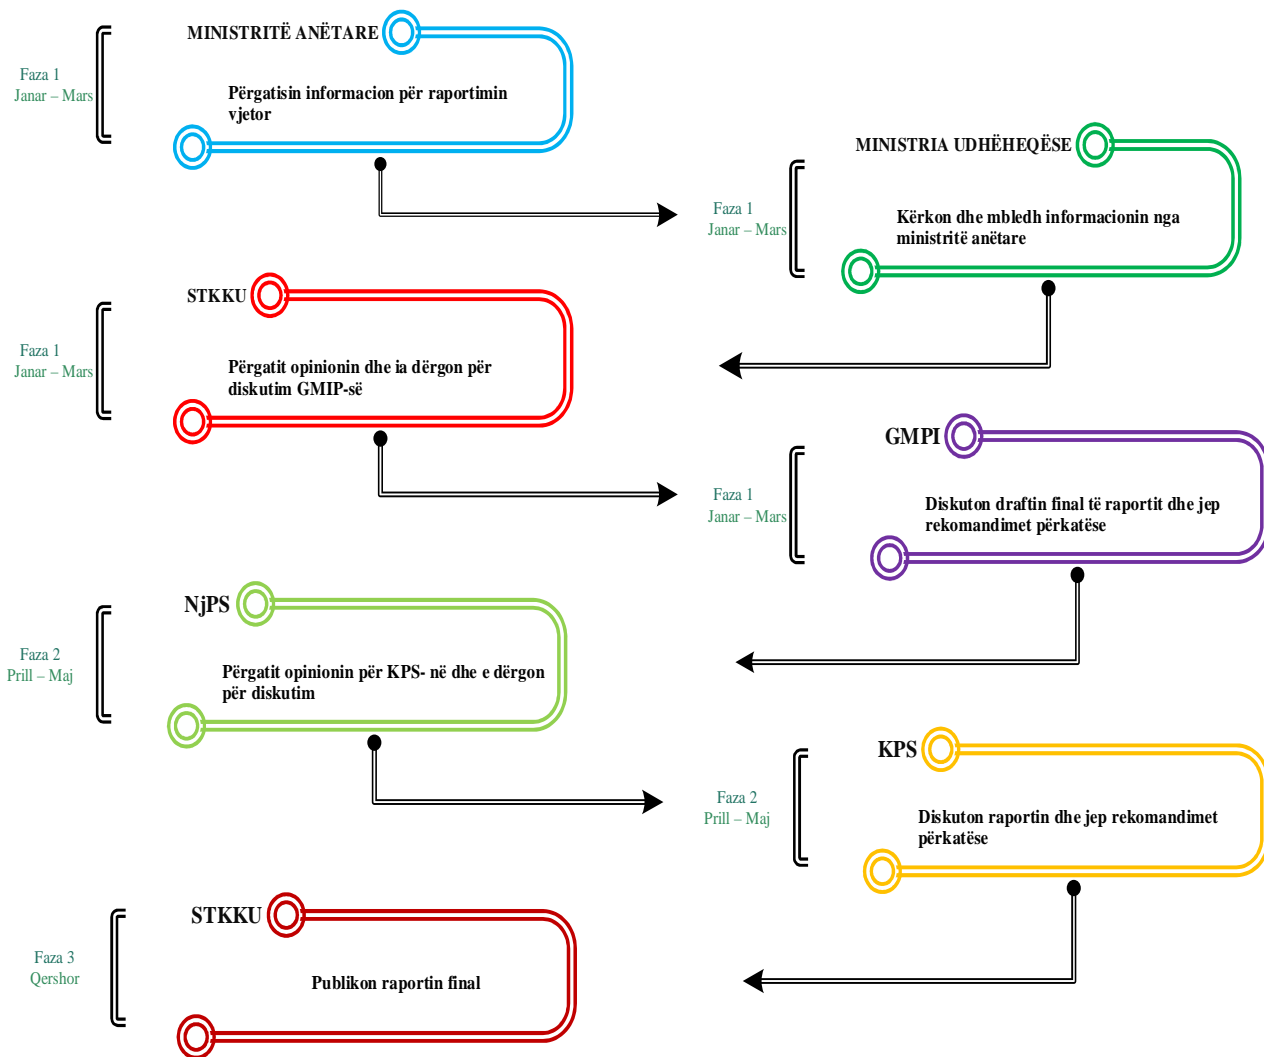 MINISTRITË ANËTARE
Faza 1
Janar – Mars
Përgatisin informacion për raportimin
vjetor
MINISTRIA UDHËHEQËSE
Faza 1
Janar – Mars
Kërkon dhe mbledh informacionin nga
ministritë anëtare
STKKU
Faza 1
Janar – Mars
Përgatit opinionin dhe ia dërgon për
diskutim GMIP-së
GMPI
Faza 1
Janar – Mars
Diskuton draftin final të raportit dhe jep
rekomandimet përkatëse
NjPS
Faza 2
Prill – Maj
Përgatit opinionin për KPS- në dhe e dërgon
për diskutim
KPS
Faza 2
Prill – Maj
Diskuton raportin dhe jep rekomandimet
përkatëse
STKKU
Faza 3
Qershor
Publikon raportin final